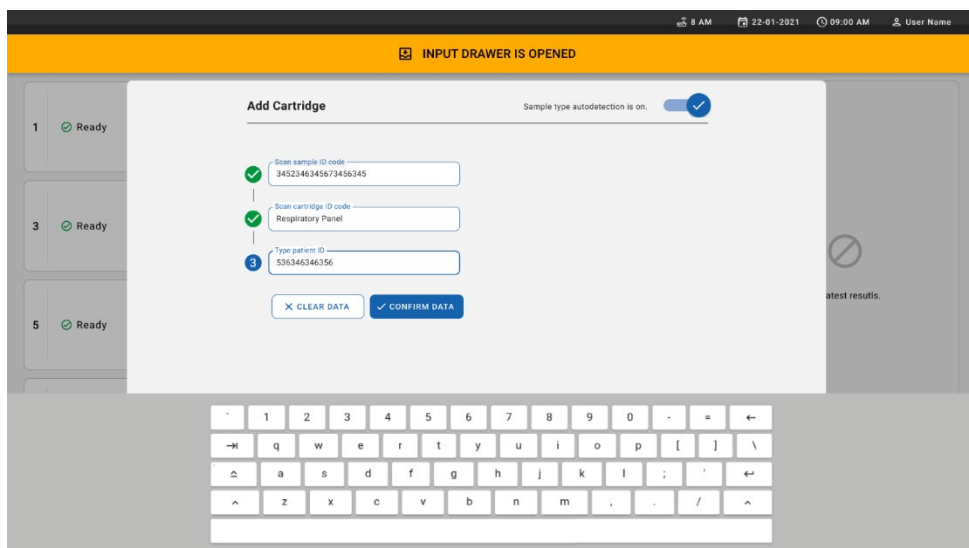 8 AM 22-01-2021 09:00 AM User Name
INPUT DRAWER IS OPENED
Add Cartridge
Sample type autodetection is on.
1 Ready
Scan sample ID code
3452346345673456345
Scan cartridge ID code
Respiratory Panel
3 Ready
Type patient ID
3 536346346356
atest resutls.
CLEAR DATA CONFIRM DATA
5 Ready
` 1 2 3 4 5 6 7 8 9 0 - =
q w e r t y u i o p [ ] \
a s d f g h j k l ; '
z x c v b n m , . /